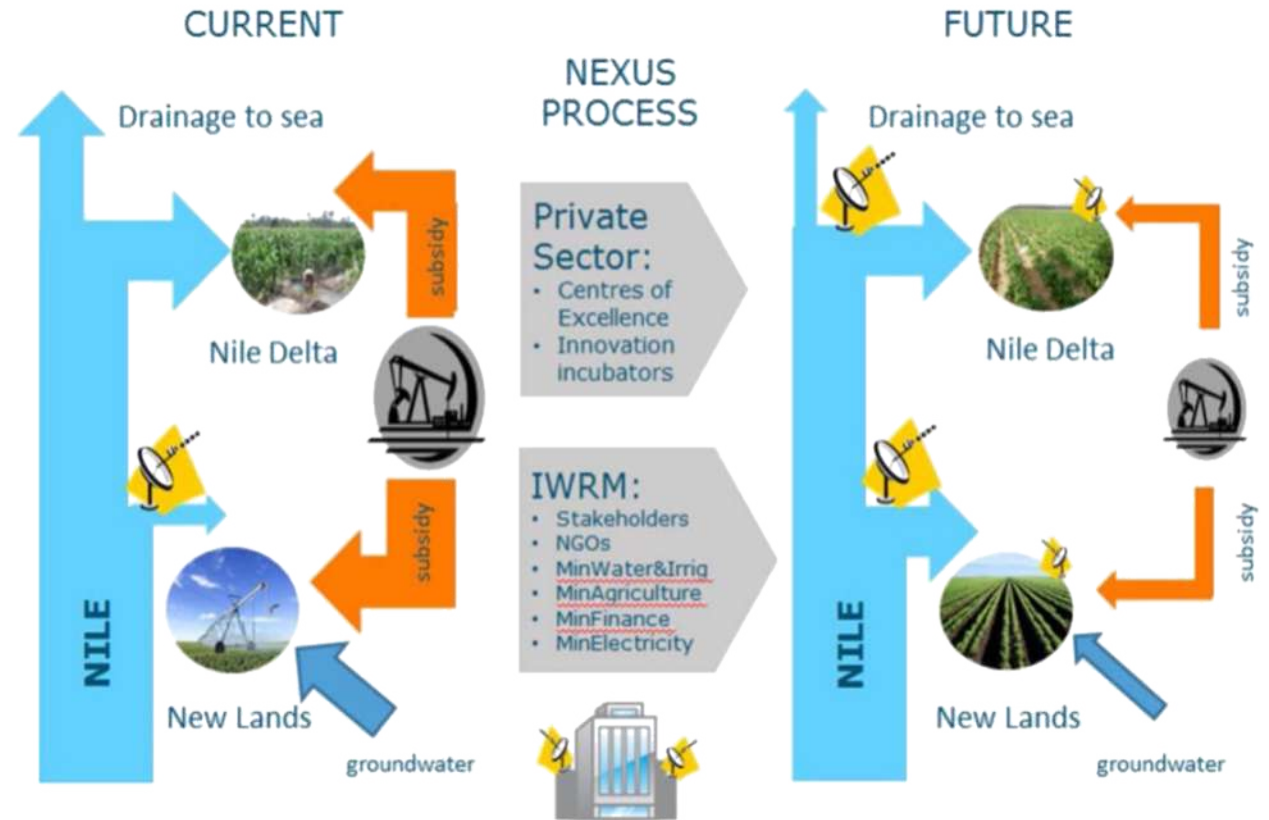 CURRENT
Drainage to sea
subsidy
Nile Delta
subsidy
NILE
New Lands
groundwater
NEXUS
PROCESS
Private
Sector:
• Centres of
Excellence
• Innovation
incubators
IWRM:
• Stakeholders
• NGOs
• MinWater&Irrig
• MinAgriculture
• MinFinance
• MinElectricity
FUTURE
Drainage to sea
subsidy
Nile Delta
subsidy
NILE
New Lands
groundwater